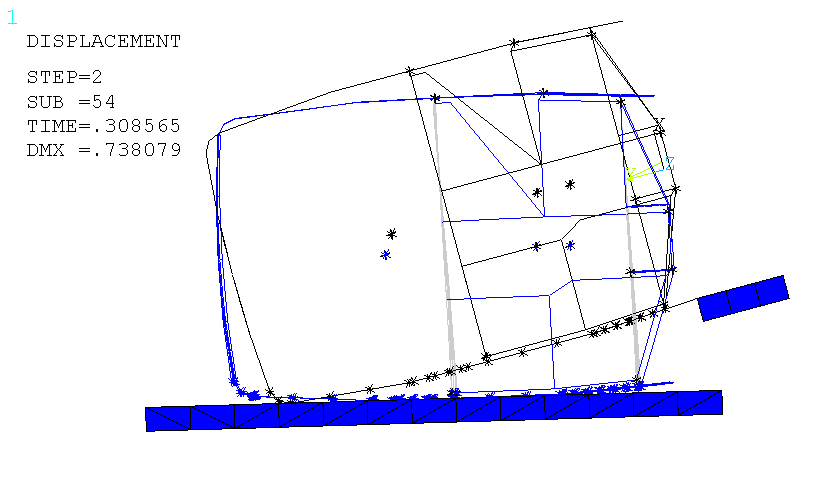 1
DISPLACEMENT
STEP=2
SUB =54
TIME=.308565
DMX =.738079
Y
Z